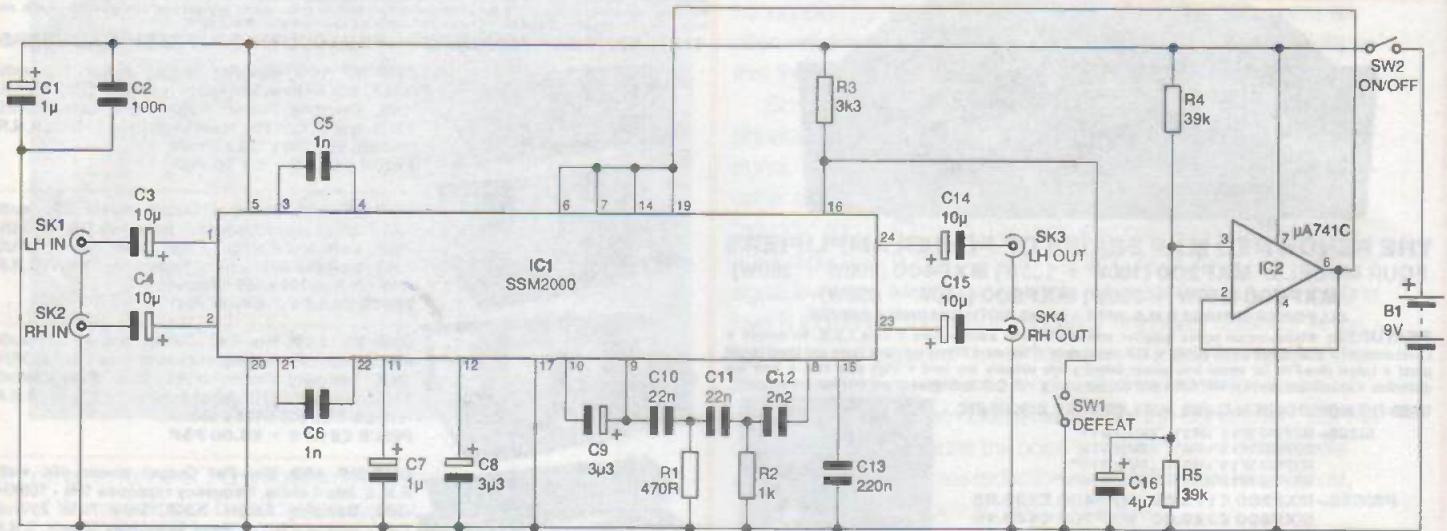 SW2
ON/OFF
C1
1µ
C2
100n
R3
3k3
R4
39k
C5
1n
5 3 4 6 7 14 19 16
SK1
LH IN
C3
10µ
1
IC1
SSM2000
24
C14
10µ
SK3
LH OUT
µA741C
3 7
IC2
6
2 4
B1
9V
SK2
RH IN
C4
10µ
2
23
C15
10µ
SK4
RH OUT
20 21 22 11 12 17 10 9 8 15
C6
1n
C7
1µ
C8
3µ3
C9
3µ3
C10
22n
C11
22n
C12
2n2
R1
470R
R2
1k
C13
220n
SW1
DEFEAT
C16
4µ7
R5
39k